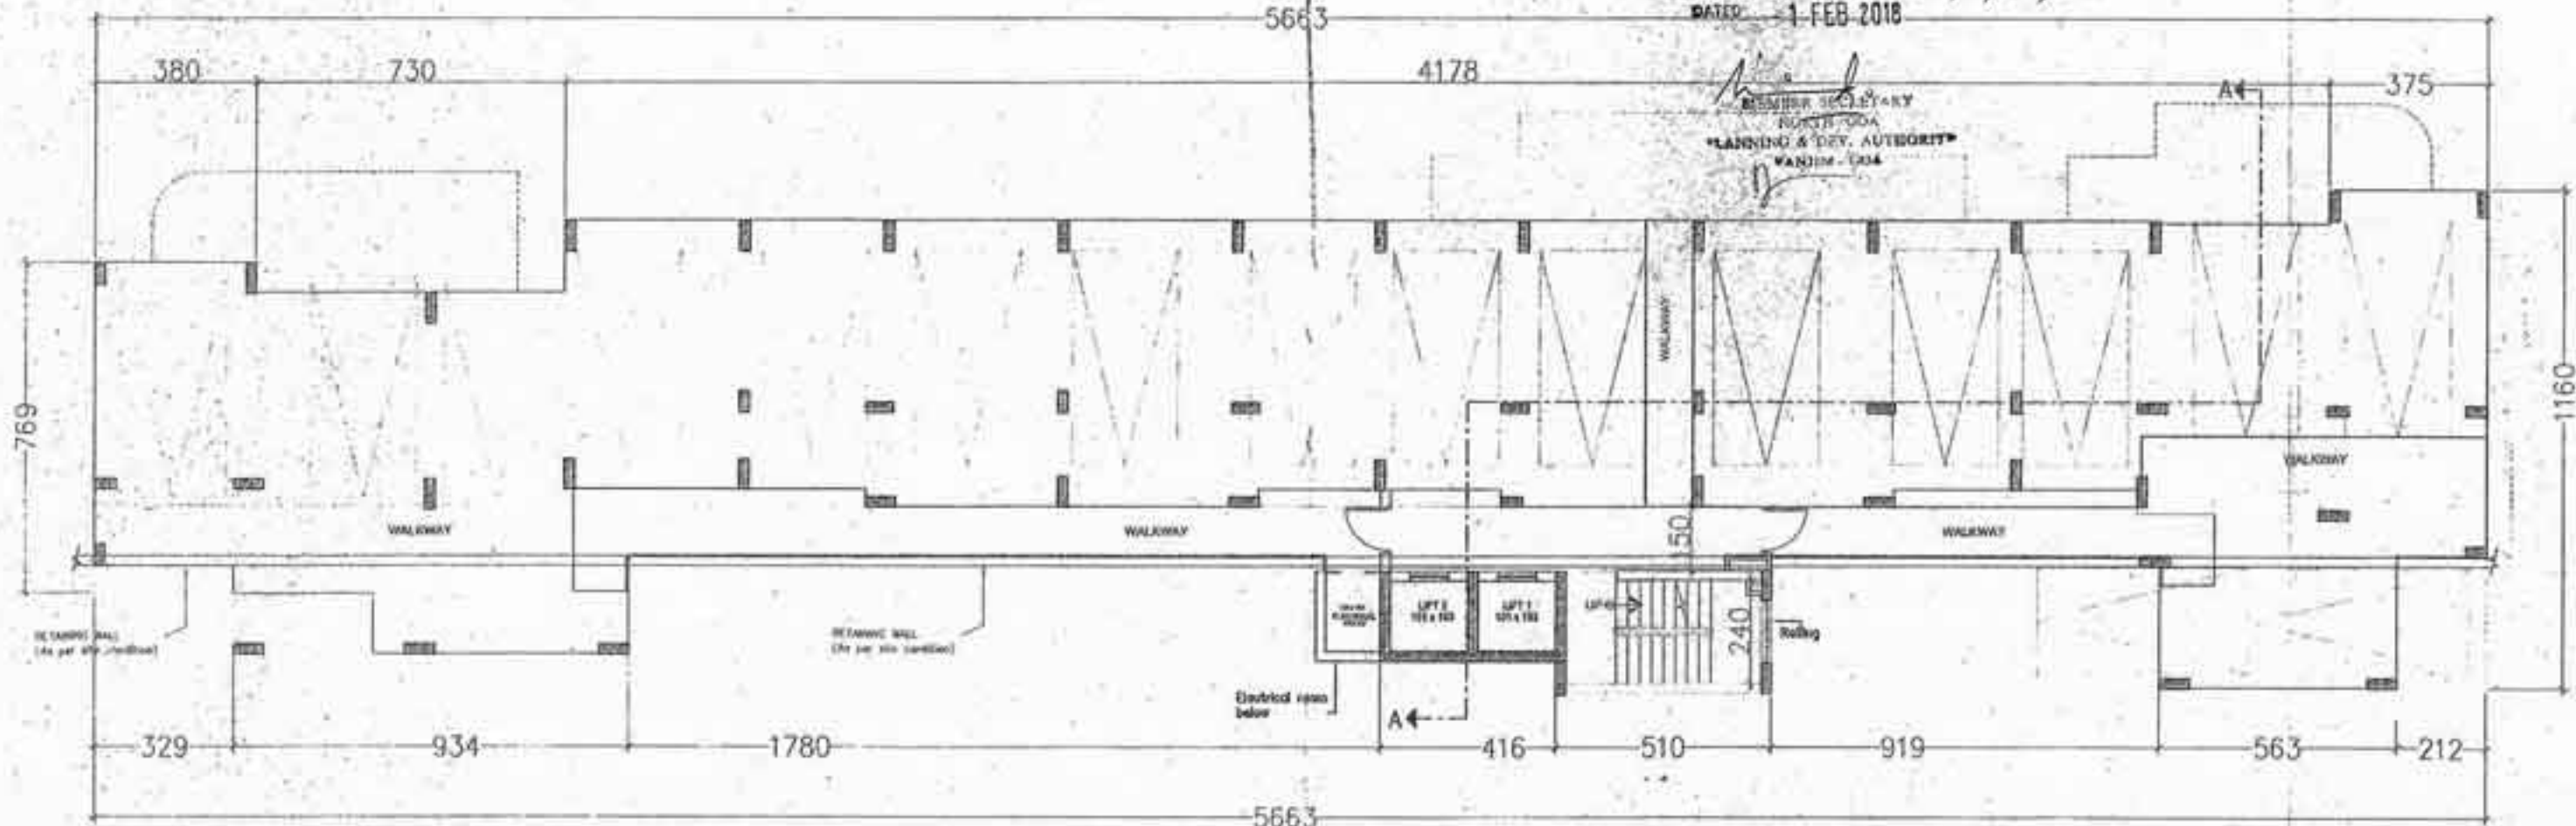 5663
DATED 1 FEB 2018
380
730
4178
375
A
MEMBER SECRETARY
NORTH GOA
PLANNING & DEV. AUTHORITY
PANJIM - GOA
769
1160
WALKWAY
WALKWAY
WALKWAY
WALKWAY
WALKWAY
150
LIFT 2
LIFT 1
UP
240
Railing
RETAINING WALL
(As per site condition)
RETAINING WALL
(As per site condition)
Electrical room
below
A
329
934
1780
416
510
919
563
212
5663